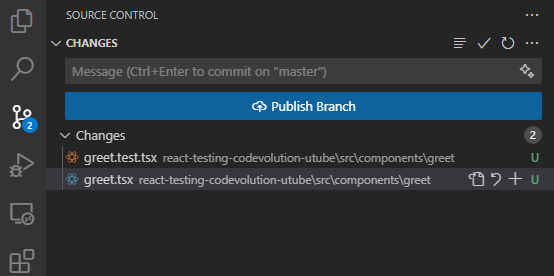 SOURCE CONTROL
CHANGES
Message (Ctrl+Enter to commit on "master")
Publish Branch
2
Changes 2
greet.test.tsx react-testing-codevolution-utube\src\components\greet U
greet.tsx react-testing-codevolution-utube\src\components\greet U